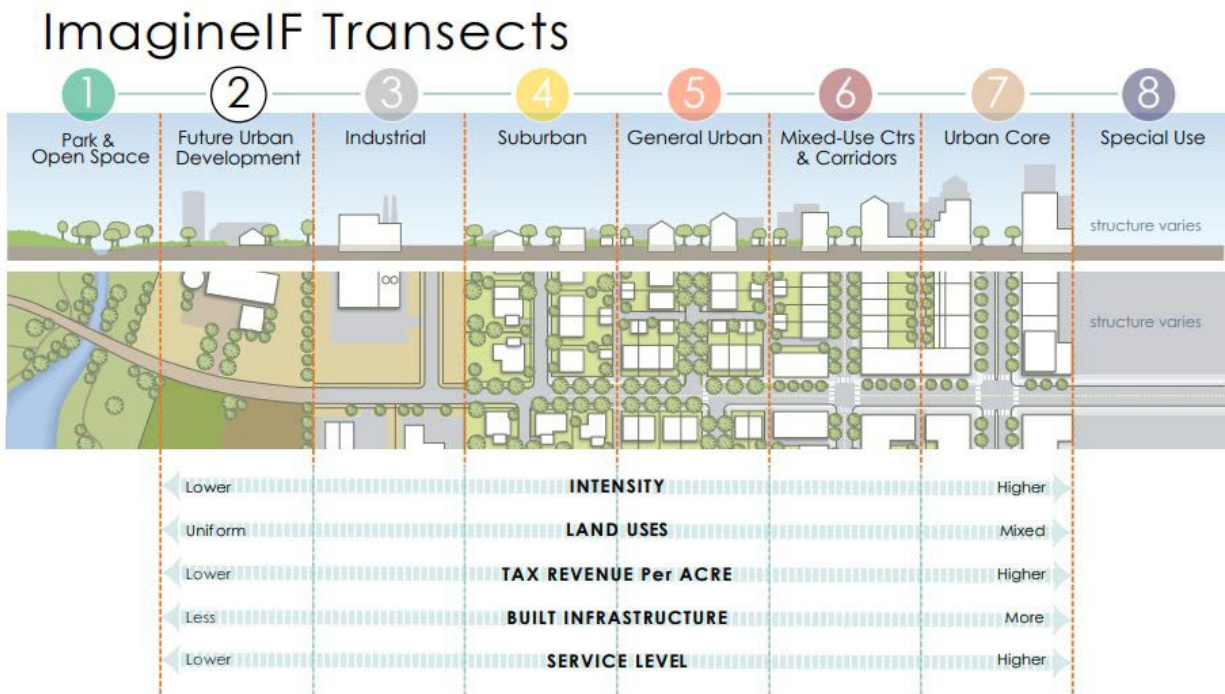 ImagineIF Transects
1
2
3
4
5
6
7
8
Park &
Open Space
Future Urban
Development
Industrial
Suburban
General Urban
Mixed-Use Ctrs
& Corridors
Urban Core
Special Use
structure varies
structure varies
Lower INTENSITY Higher
Uniform LAND USES Mixed
Lower TAX REVENUE Per ACRE Higher
Less BUILT INFRASTRUCTURE More
Lower SERVICE LEVEL Higher